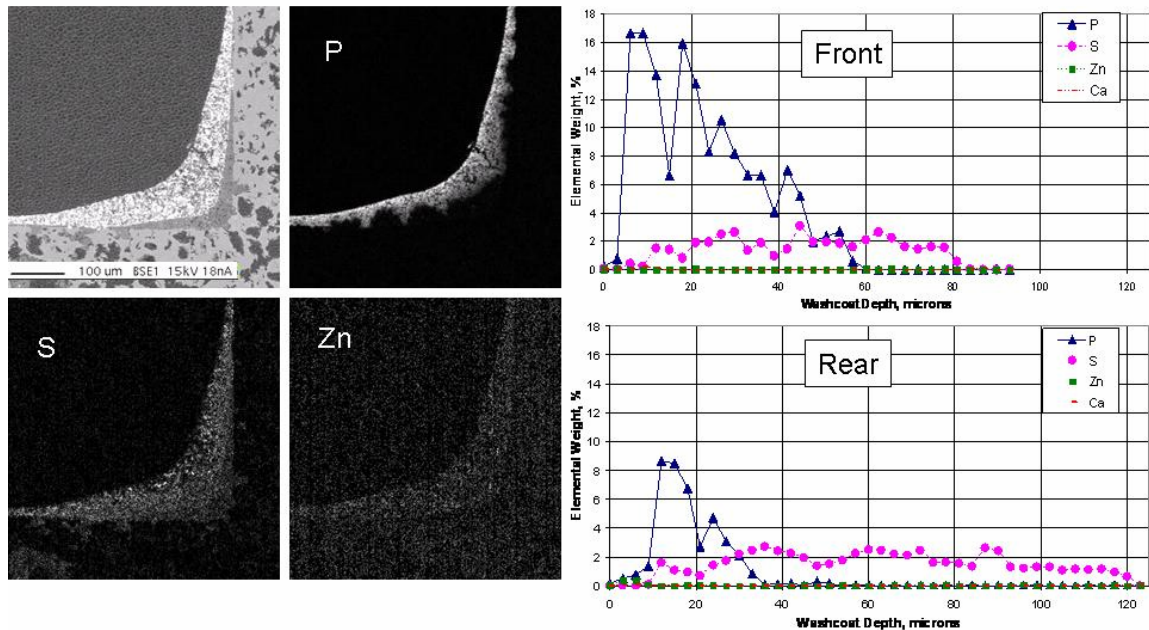 P
100 um BSE1 15kV 18nA
S
Zn
Front
P
S
Zn
Ca
Elemental Weight, %
18
16
14
12
10
8
6
4
2
0
0 20 40 60 80 100 120
Washcoat Depth, microns
Rear
P
S
Zn
Ca
Elemental Weight, %
18
16
14
12
10
8
6
4
2
0
0 20 40 60 80 100 120
Washcoat Depth, microns